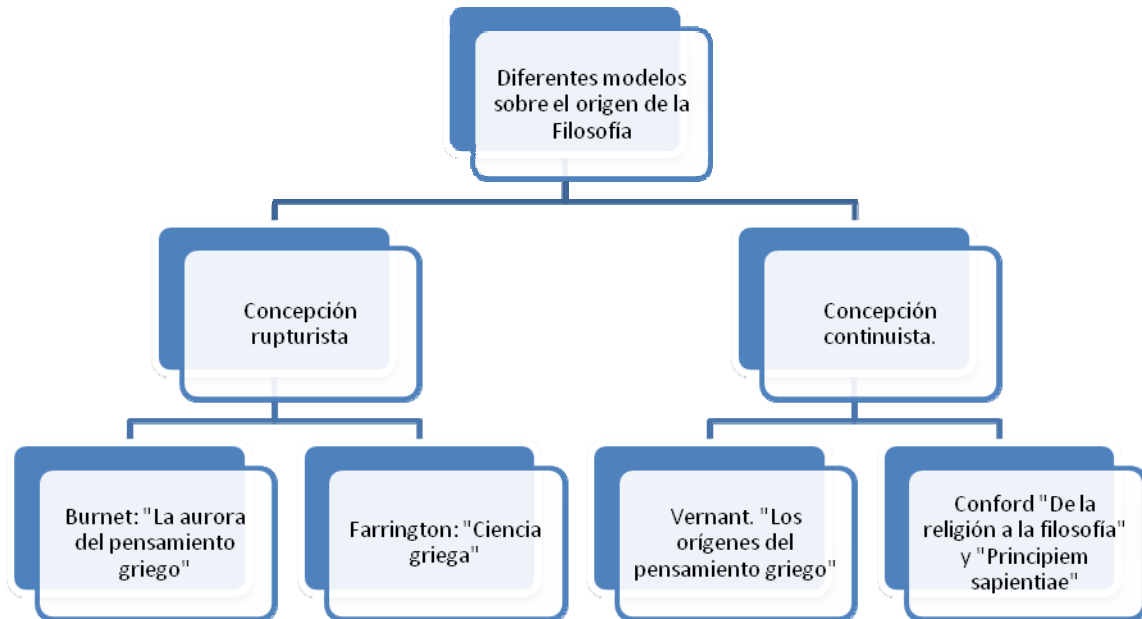 Diferentes modelos
sobre el origen de la
Filosofía
Concepción
rupturista
Concepción
continuista.
Burnet: "La aurora
del pensamiento
griego"
Farrington: "Ciencia
griega"
Vernant. "Los
orígenes del
pensamiento griego"
Conford "De la
religión a la filosofía"
y "Principiem
sapientiae"